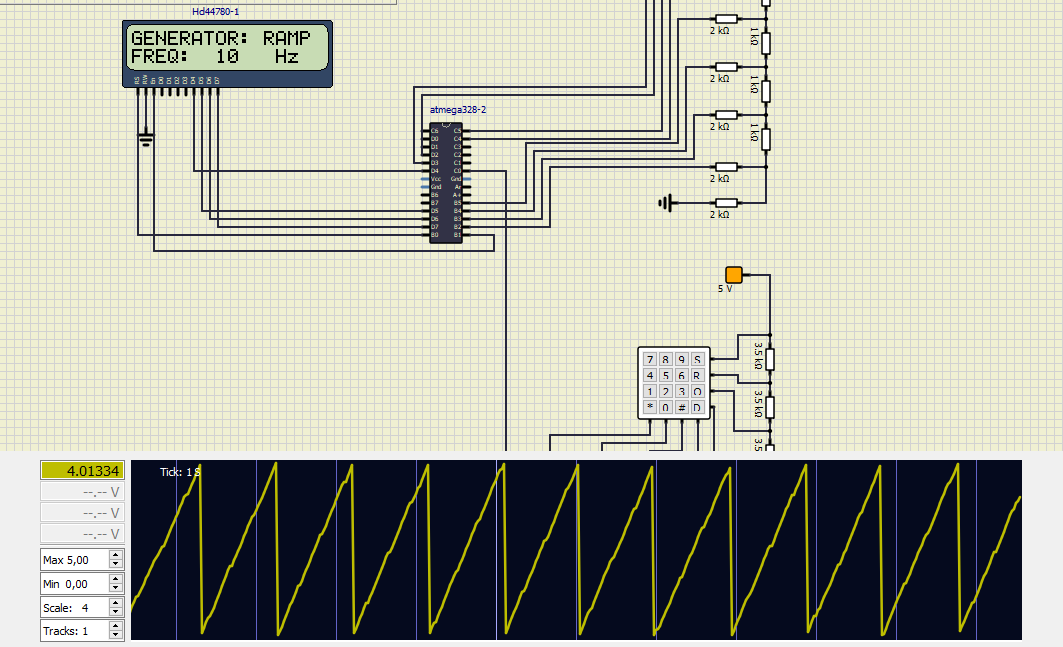 Hd44780-1
GENERATOR: RAMP
FREQ: 10 Hz
RS RW En D0 D1 D2 D3 D4 D5 D6 D7
atmega328-2
C6 C5
D0 C4
D1 C3
D2 C2
D3 C1
D4 C0
Vcc Gnd
Gnd Ar
B6 A+
B7 B5
D5 B4
D6 B3
D7 B2
B0 B1
2 kΩ
1 kΩ
2 kΩ
1 kΩ
2 kΩ
1 kΩ
2 kΩ
2 kΩ
5 V
3.5 kΩ
3.5 kΩ
3.5
7 8 9 S
4 5 6 R
1 2 3 O
* 0 # D
4.01334
--.-- V
--.-- V
--.-- V
Max 5,00
Min 0,00
Scale: 4
Tracks: 1
Tick: 1 S